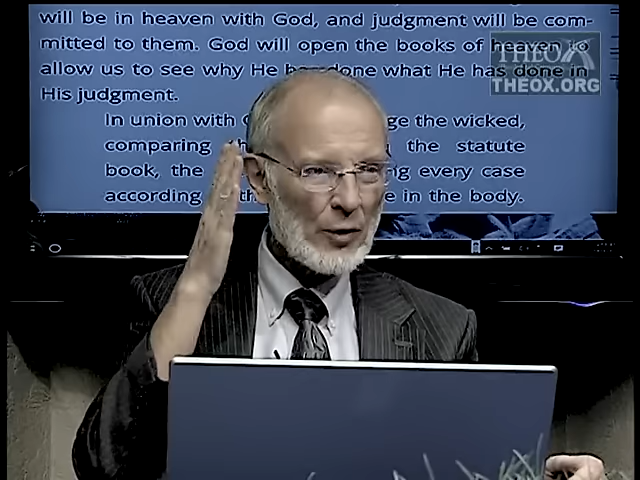 will be in heaven with God, and judgment will be com-
mitted to them. God will open the books of heaven to
allow us to see why He has done what He has done in
His judgment.
In union with ge the wicked,
comparing the statute
book, the ng every case
according e in the body.
THEOX
THEOX.ORG